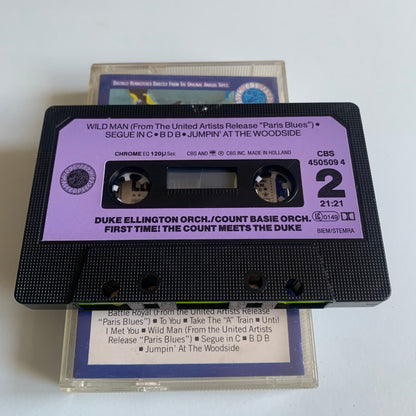 DIGITALLY REMASTERED DIRECTLY FROM THE ORIGINAL ANALOG TAPES
WILD MAN (From The United Artists Release "Paris Blues") •
SEGUE IN C • B D B • JUMPIN' AT THE WOODSIDE
CHROME EQ 120µSec
CBS AND CBS INC. MADE IN HOLLAND
CBS
450509 4
2
21:21
DUKE ELLINGTON ORCH./COUNT BASIE ORCH.
FIRST TIME! THE COUNT MEETS THE DUKE
0149
BIEM/STEMRA
Battle Royal (From the United Artists Release
"Paris Blues") ■ To You ■ Take The "A" Train ■ Until
I Met You ■ Wild Man (From the United Artists
Release "Paris Blues") ■ Segue in C ■ B D B
■ Jumpin' At The Woodside